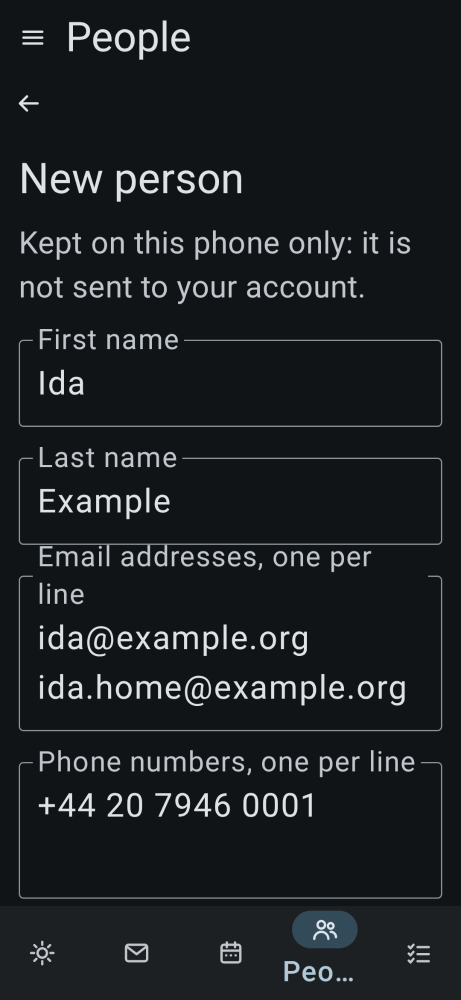 People
New person
Kept on this phone only: it is
not sent to your account.
First name
Ida
Last name
Example
Email addresses, one per
line
ida@example.org
ida.home@example.org
Phone numbers, one per line
+44 20 7946 0001
Peo...